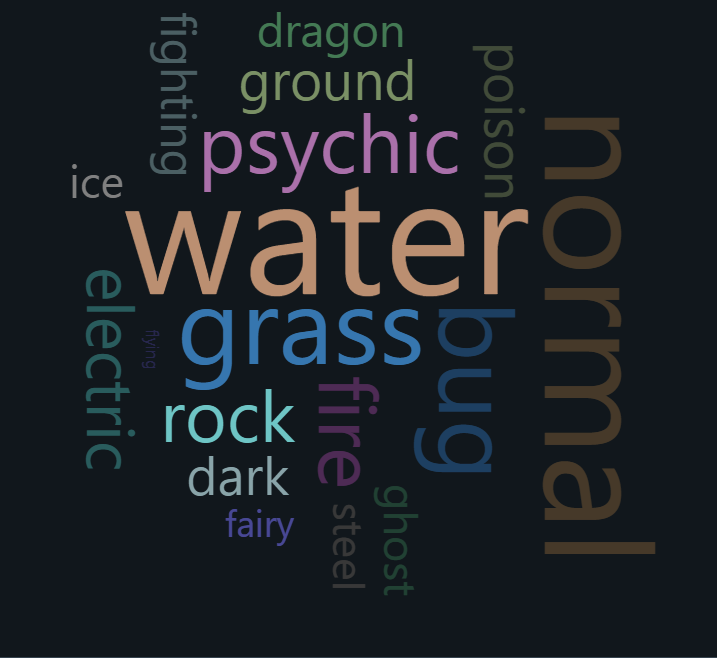 dragon
fighting
ground
poison
psychic
normal
ice
water
electric
flying
grass
bug
fire
rock
dark
ghost
steel
fairy